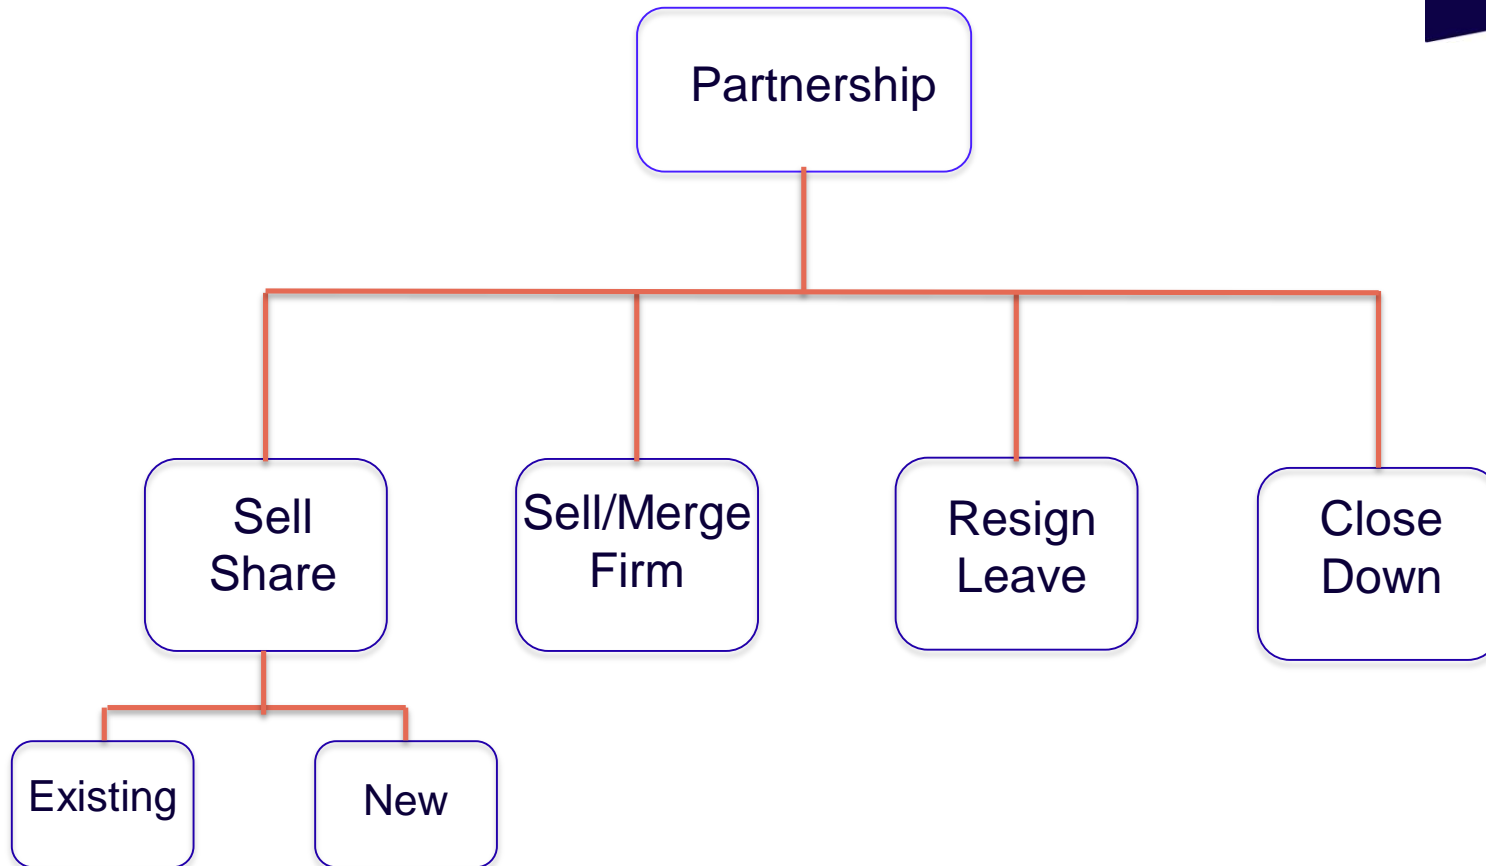 Partnership
Sell
Share
Sell/Merge
Firm
Resign
Leave
Close
Down
Existing
New